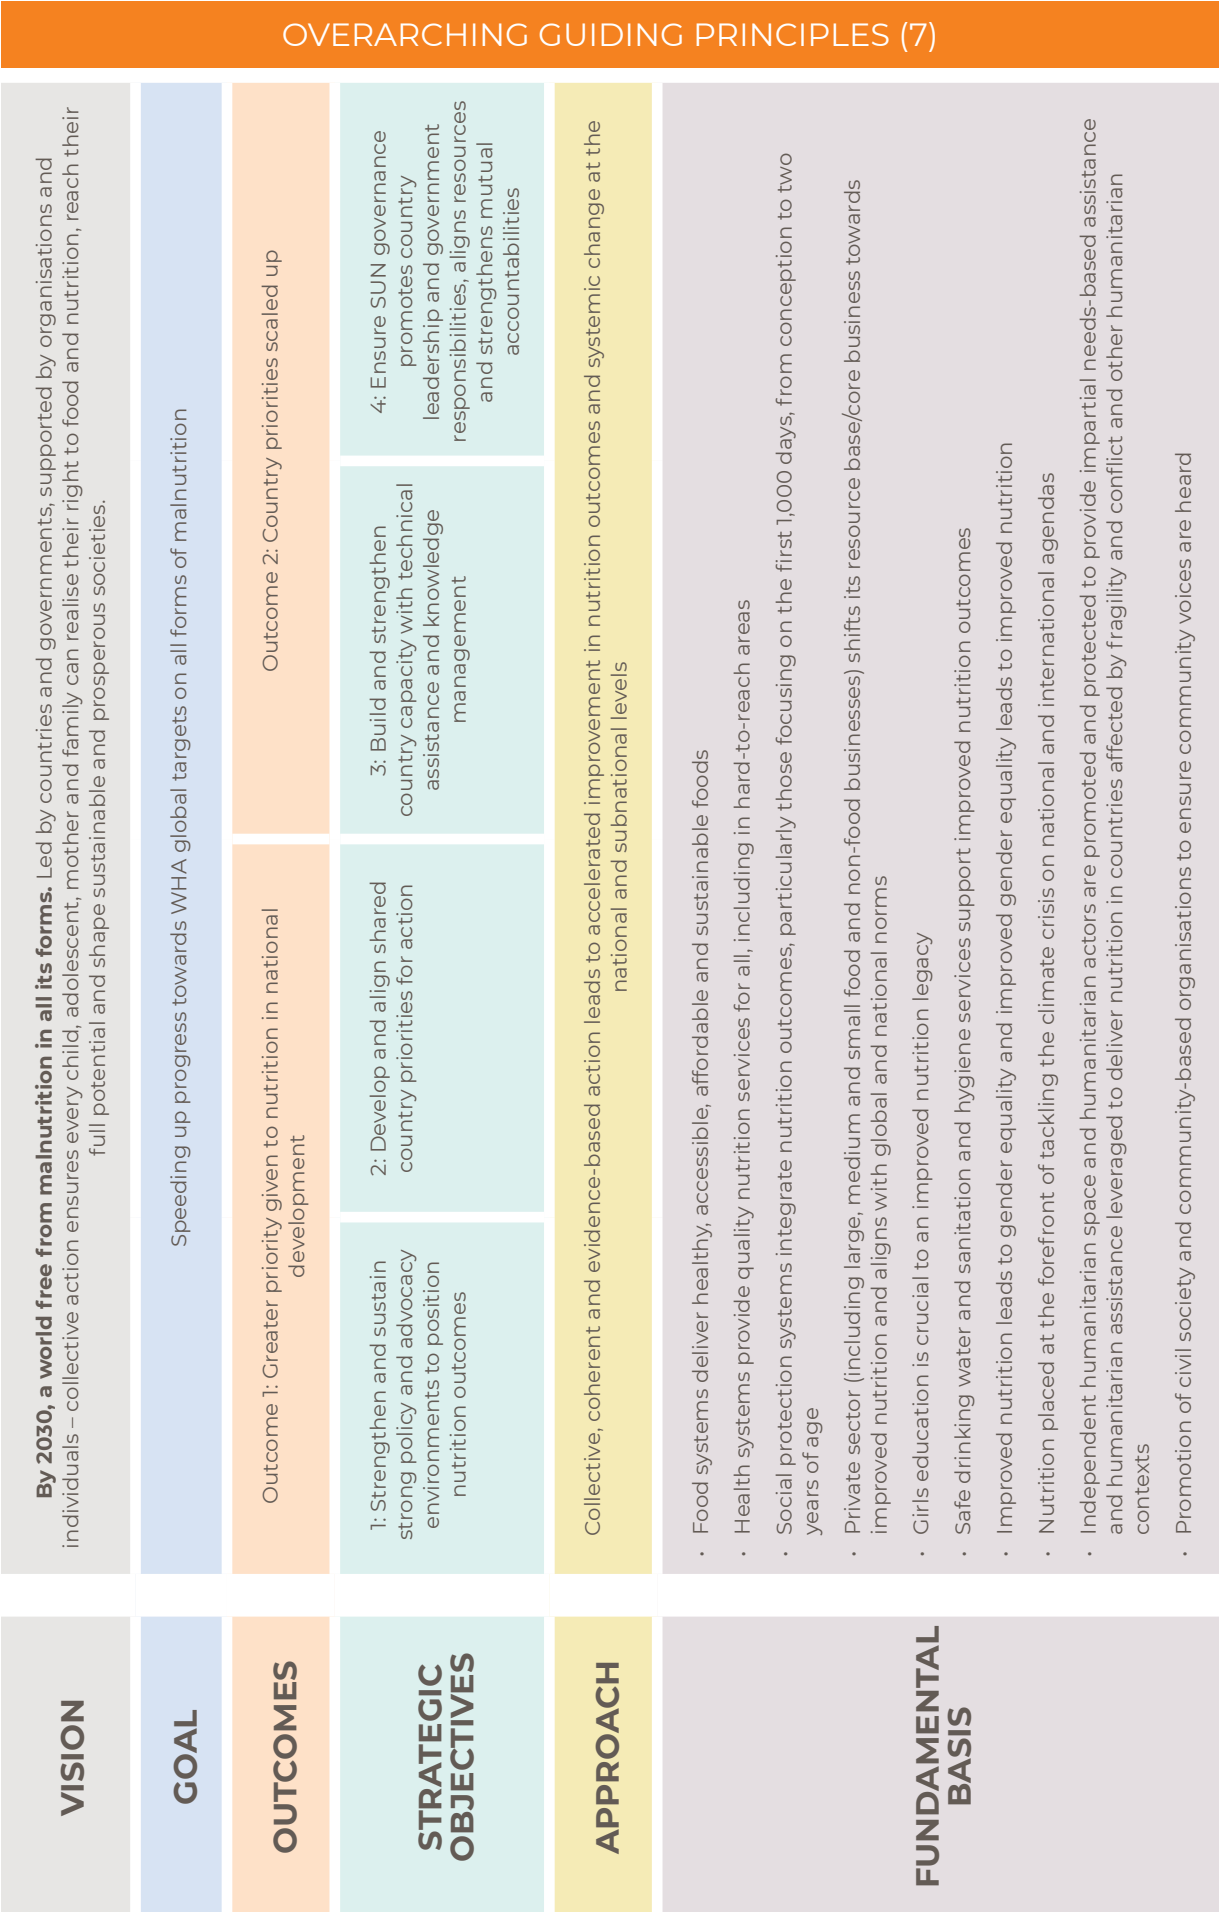 OVERARCHING GUIDING PRINCIPLES (7)
VISION
By 2030, a world free from malnutrition in all its forms. Led by countries and governments, supported by organisations and
individuals – collective action ensures every child, adolescent, mother and family can realise their right to food and nutrition, reach their
full potential and shape sustainable and prosperous societies.
GOAL
Speeding up progress towards WHA global targets on all forms of malnutrition
OUTCOMES
Outcome 1: Greater priority given to nutrition in national
development
Outcome 2: Country priorities scaled up
STRATEGIC
OBJECTIVES
1: Strengthen and sustain
strong policy and advocacy
environments to position
nutrition outcomes
2: Develop and align shared
country priorities for action
3: Build and strengthen
country capacity with technical
assistance and knowledge
management
4: Ensure SUN governance
promotes country
leadership and government
responsibilities, aligns resources
and strengthens mutual
accountabilities
APPROACH
Collective, coherent and evidence-based action leads to accelerated improvement in nutrition outcomes and systemic change at the
national and subnational levels
FUNDAMENTAL
BASIS
• Food systems deliver healthy, accessible, affordable and sustainable foods
• Health systems provide quality nutrition services for all, including in hard-to-reach areas
• Social protection systems integrate nutrition outcomes, particularly those focusing on the first 1,000 days, from conception to two
years of age
• Private sector (including large, medium and small food and non-food businesses) shifts its resource base/core business towards
improved nutrition and aligns with global and national norms
• Girls education is crucial to an improved nutrition legacy
• Safe drinking water and sanitation and hygiene services support improved nutrition outcomes
• Improved nutrition leads to gender equality and improved gender equality leads to improved nutrition
• Nutrition placed at the forefront of tackling the climate crisis on national and international agendas
• Independent humanitarian space and humanitarian actors are promoted and protected to provide impartial needs-based assistance
and humanitarian assistance leveraged to deliver nutrition in countries affected by fragility and conflict and other humanitarian
contexts
• Promotion of civil society and community-based organisations to ensure community voices are heard